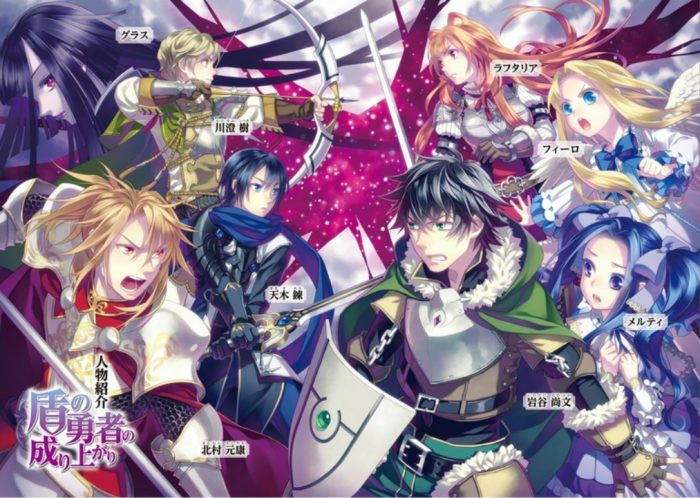 グラス
川澄 樹
ラフタリア
フィーロ
天木 錬
メルティ
岩谷 尚文
北村 元康
人物紹介
盾の勇者の
成り上がり